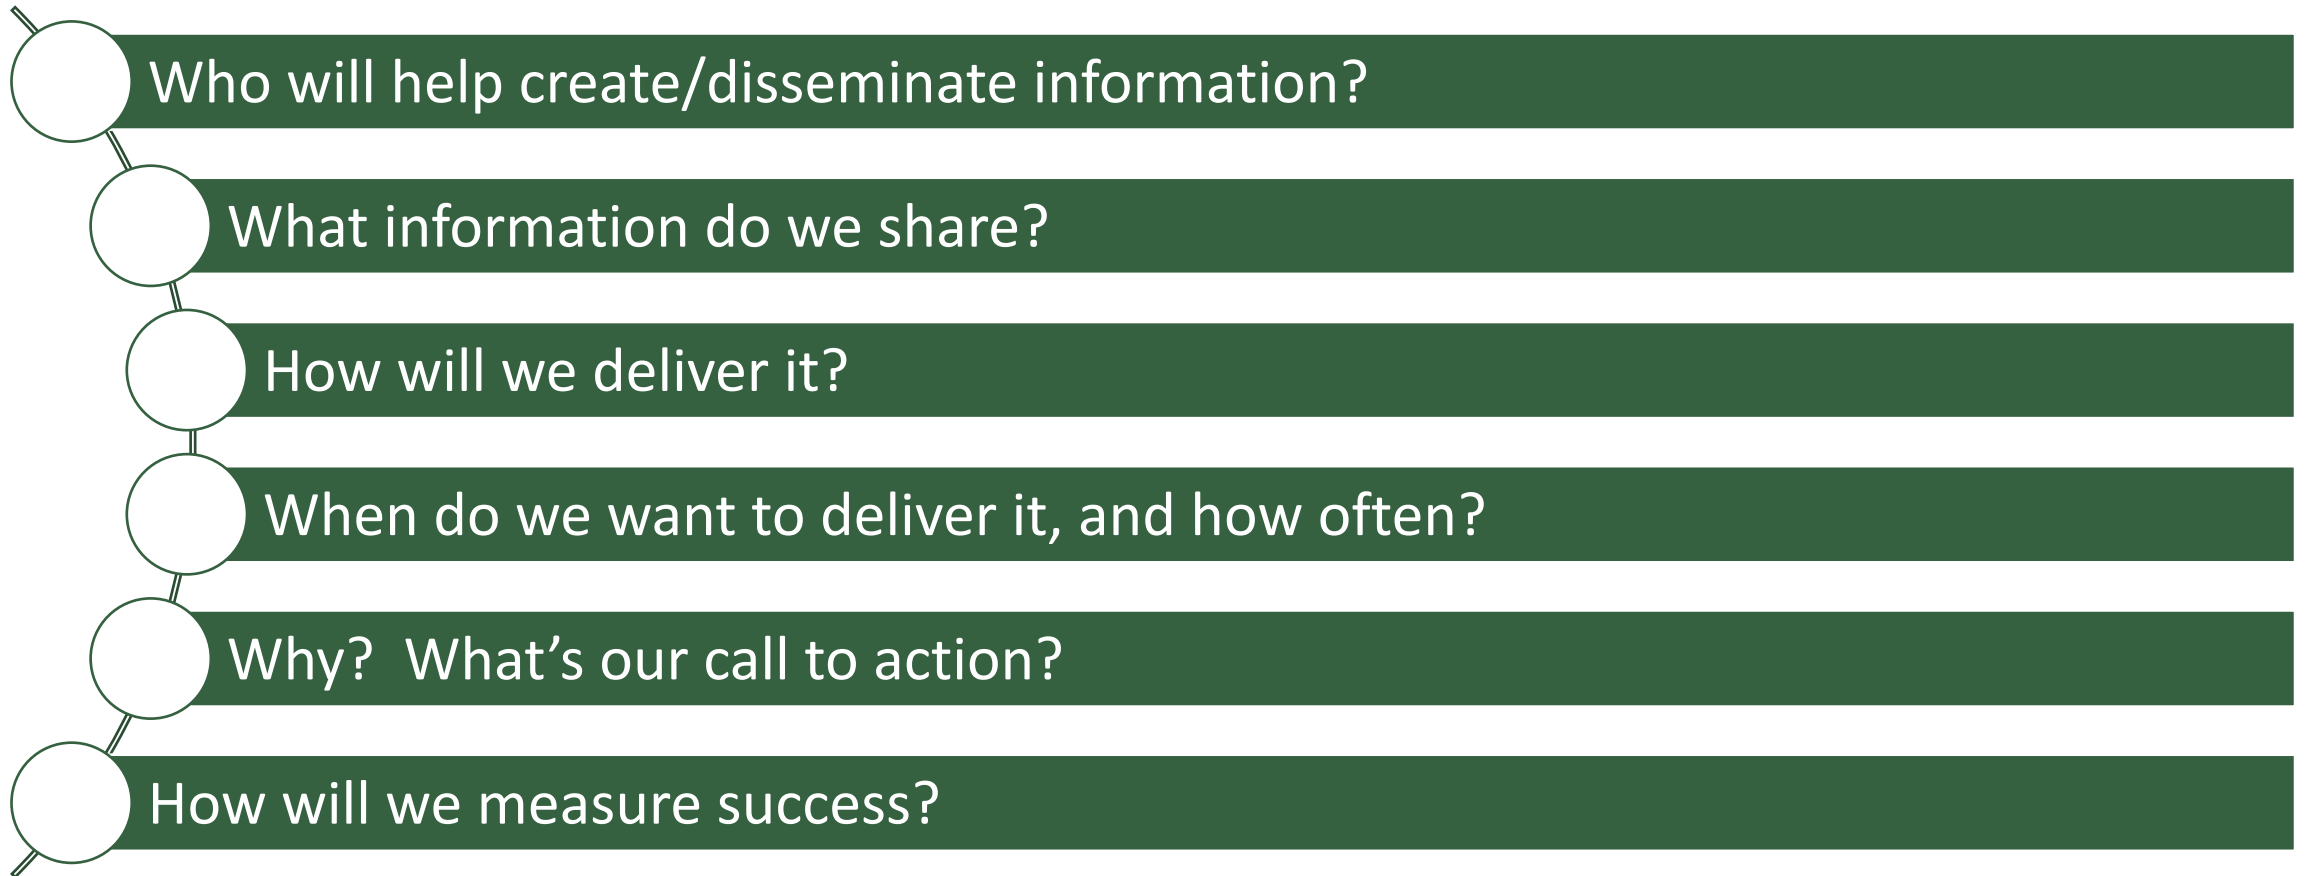 Who will help create/disseminate information?
What information do we share?
How will we deliver it?
When do we want to deliver it, and how often?
Why?  What’s our call to action?
How will we measure success?